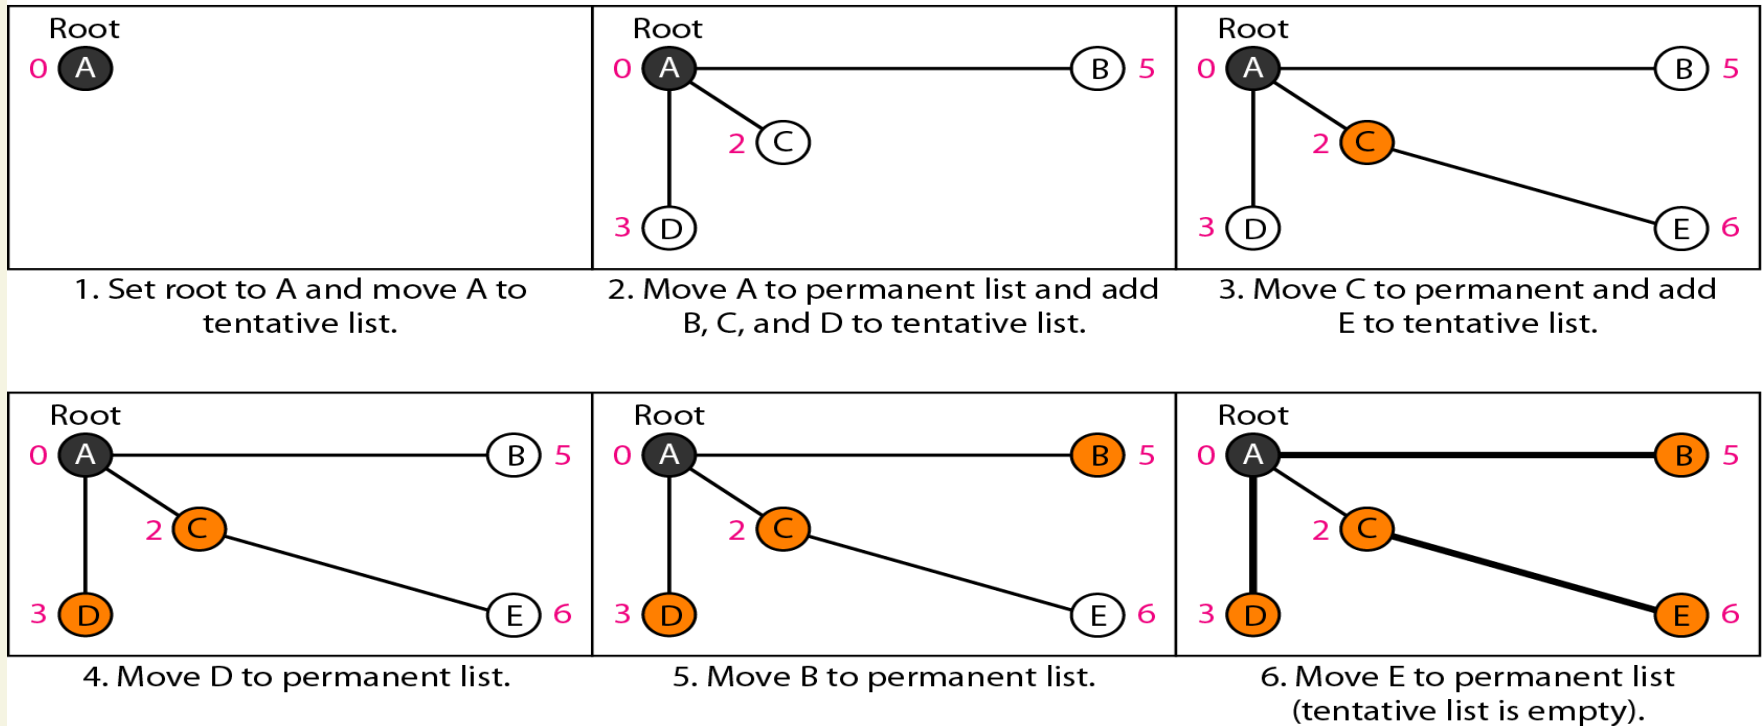 Root
0 A
1. Set root to A and move A to
tentative list.
Root
0 A B 5
2 C
3 D
2. Move A to permanent list and add
B, C, and D to tentative list.
Root
0 A B 5
2 C
3 D E 6
3. Move C to permanent and add
E to tentative list.
Root
0 A B 5
2 C
3 D E 6
4. Move D to permanent list.
Root
0 A B 5
2 C
3 D E 6
5. Move B to permanent list.
Root
0 A B 5
2 C
3 D E 6
6. Move E to permanent list
(tentative list is empty).